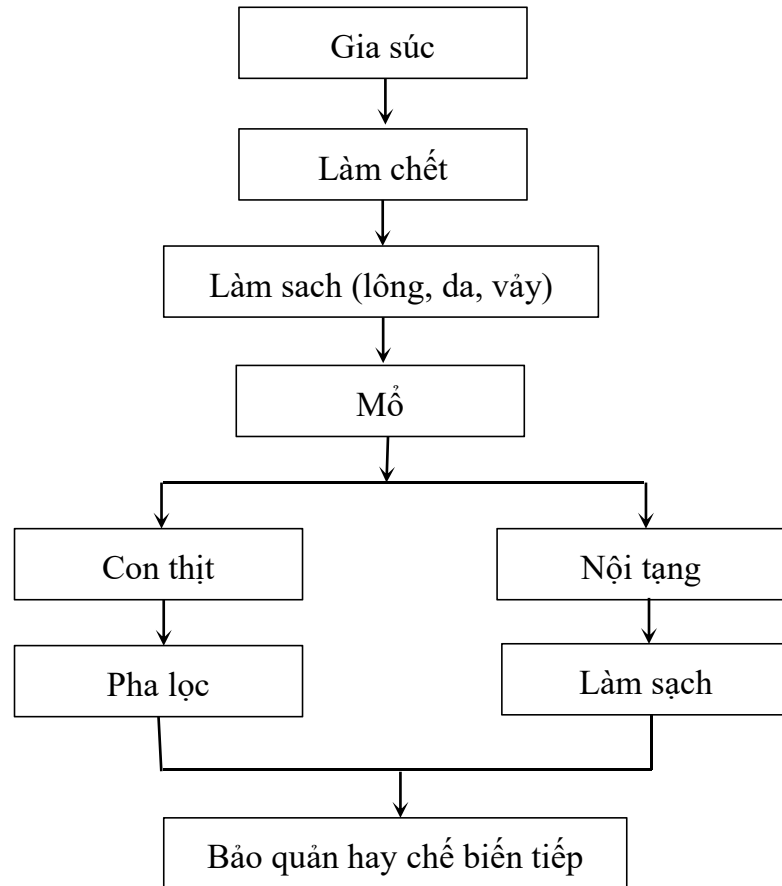 Gia súc
Làm chết
Làm sach (lông, da, vảy)
Mổ
Con thịt
Nội tạng
Pha lọc
Làm sạch
Bảo quản hay chế biến tiếp